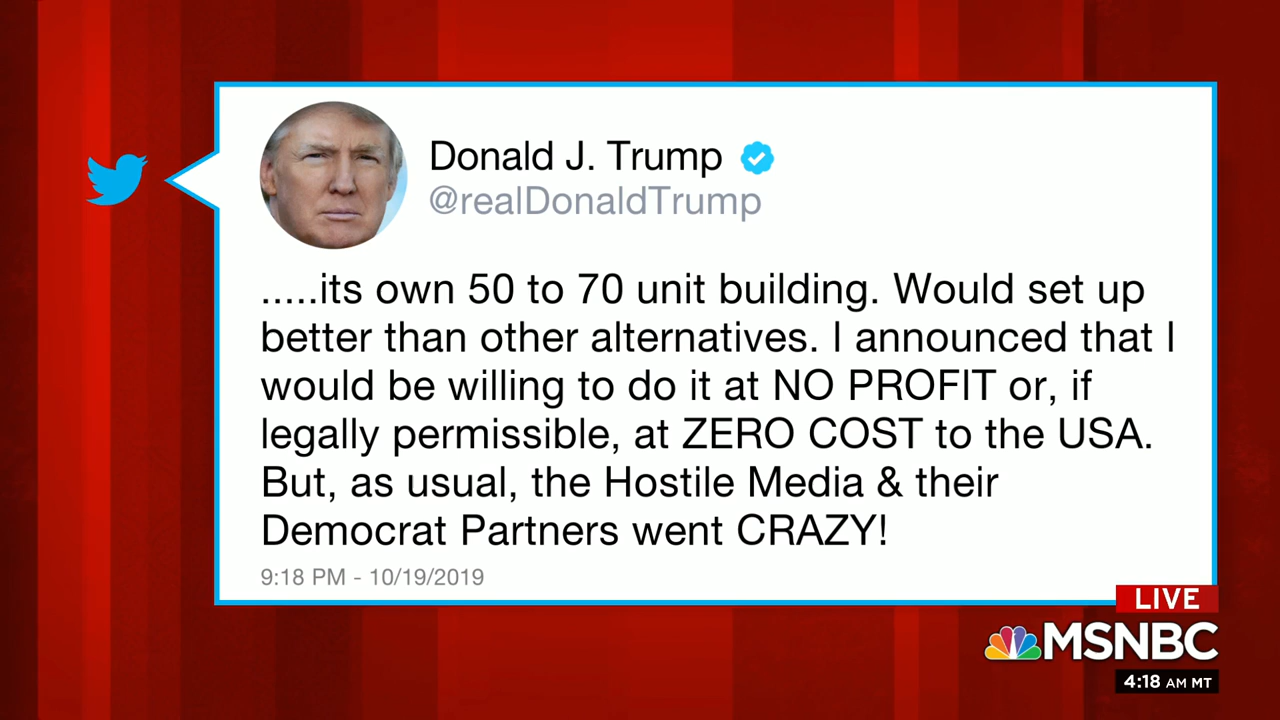 Donald J. Trump
@realDonaldTrump
.....its own 50 to 70 unit building. Would set up
better than other alternatives. I announced that I
would be willing to do it at NO PROFIT or, if
legally permissible, at ZERO COST to the USA.
But, as usual, the Hostile Media & their
Democrat Partners went CRAZY!
9:18 PM - 10/19/2019
LIVE
MSNBC
4:18 AM MT